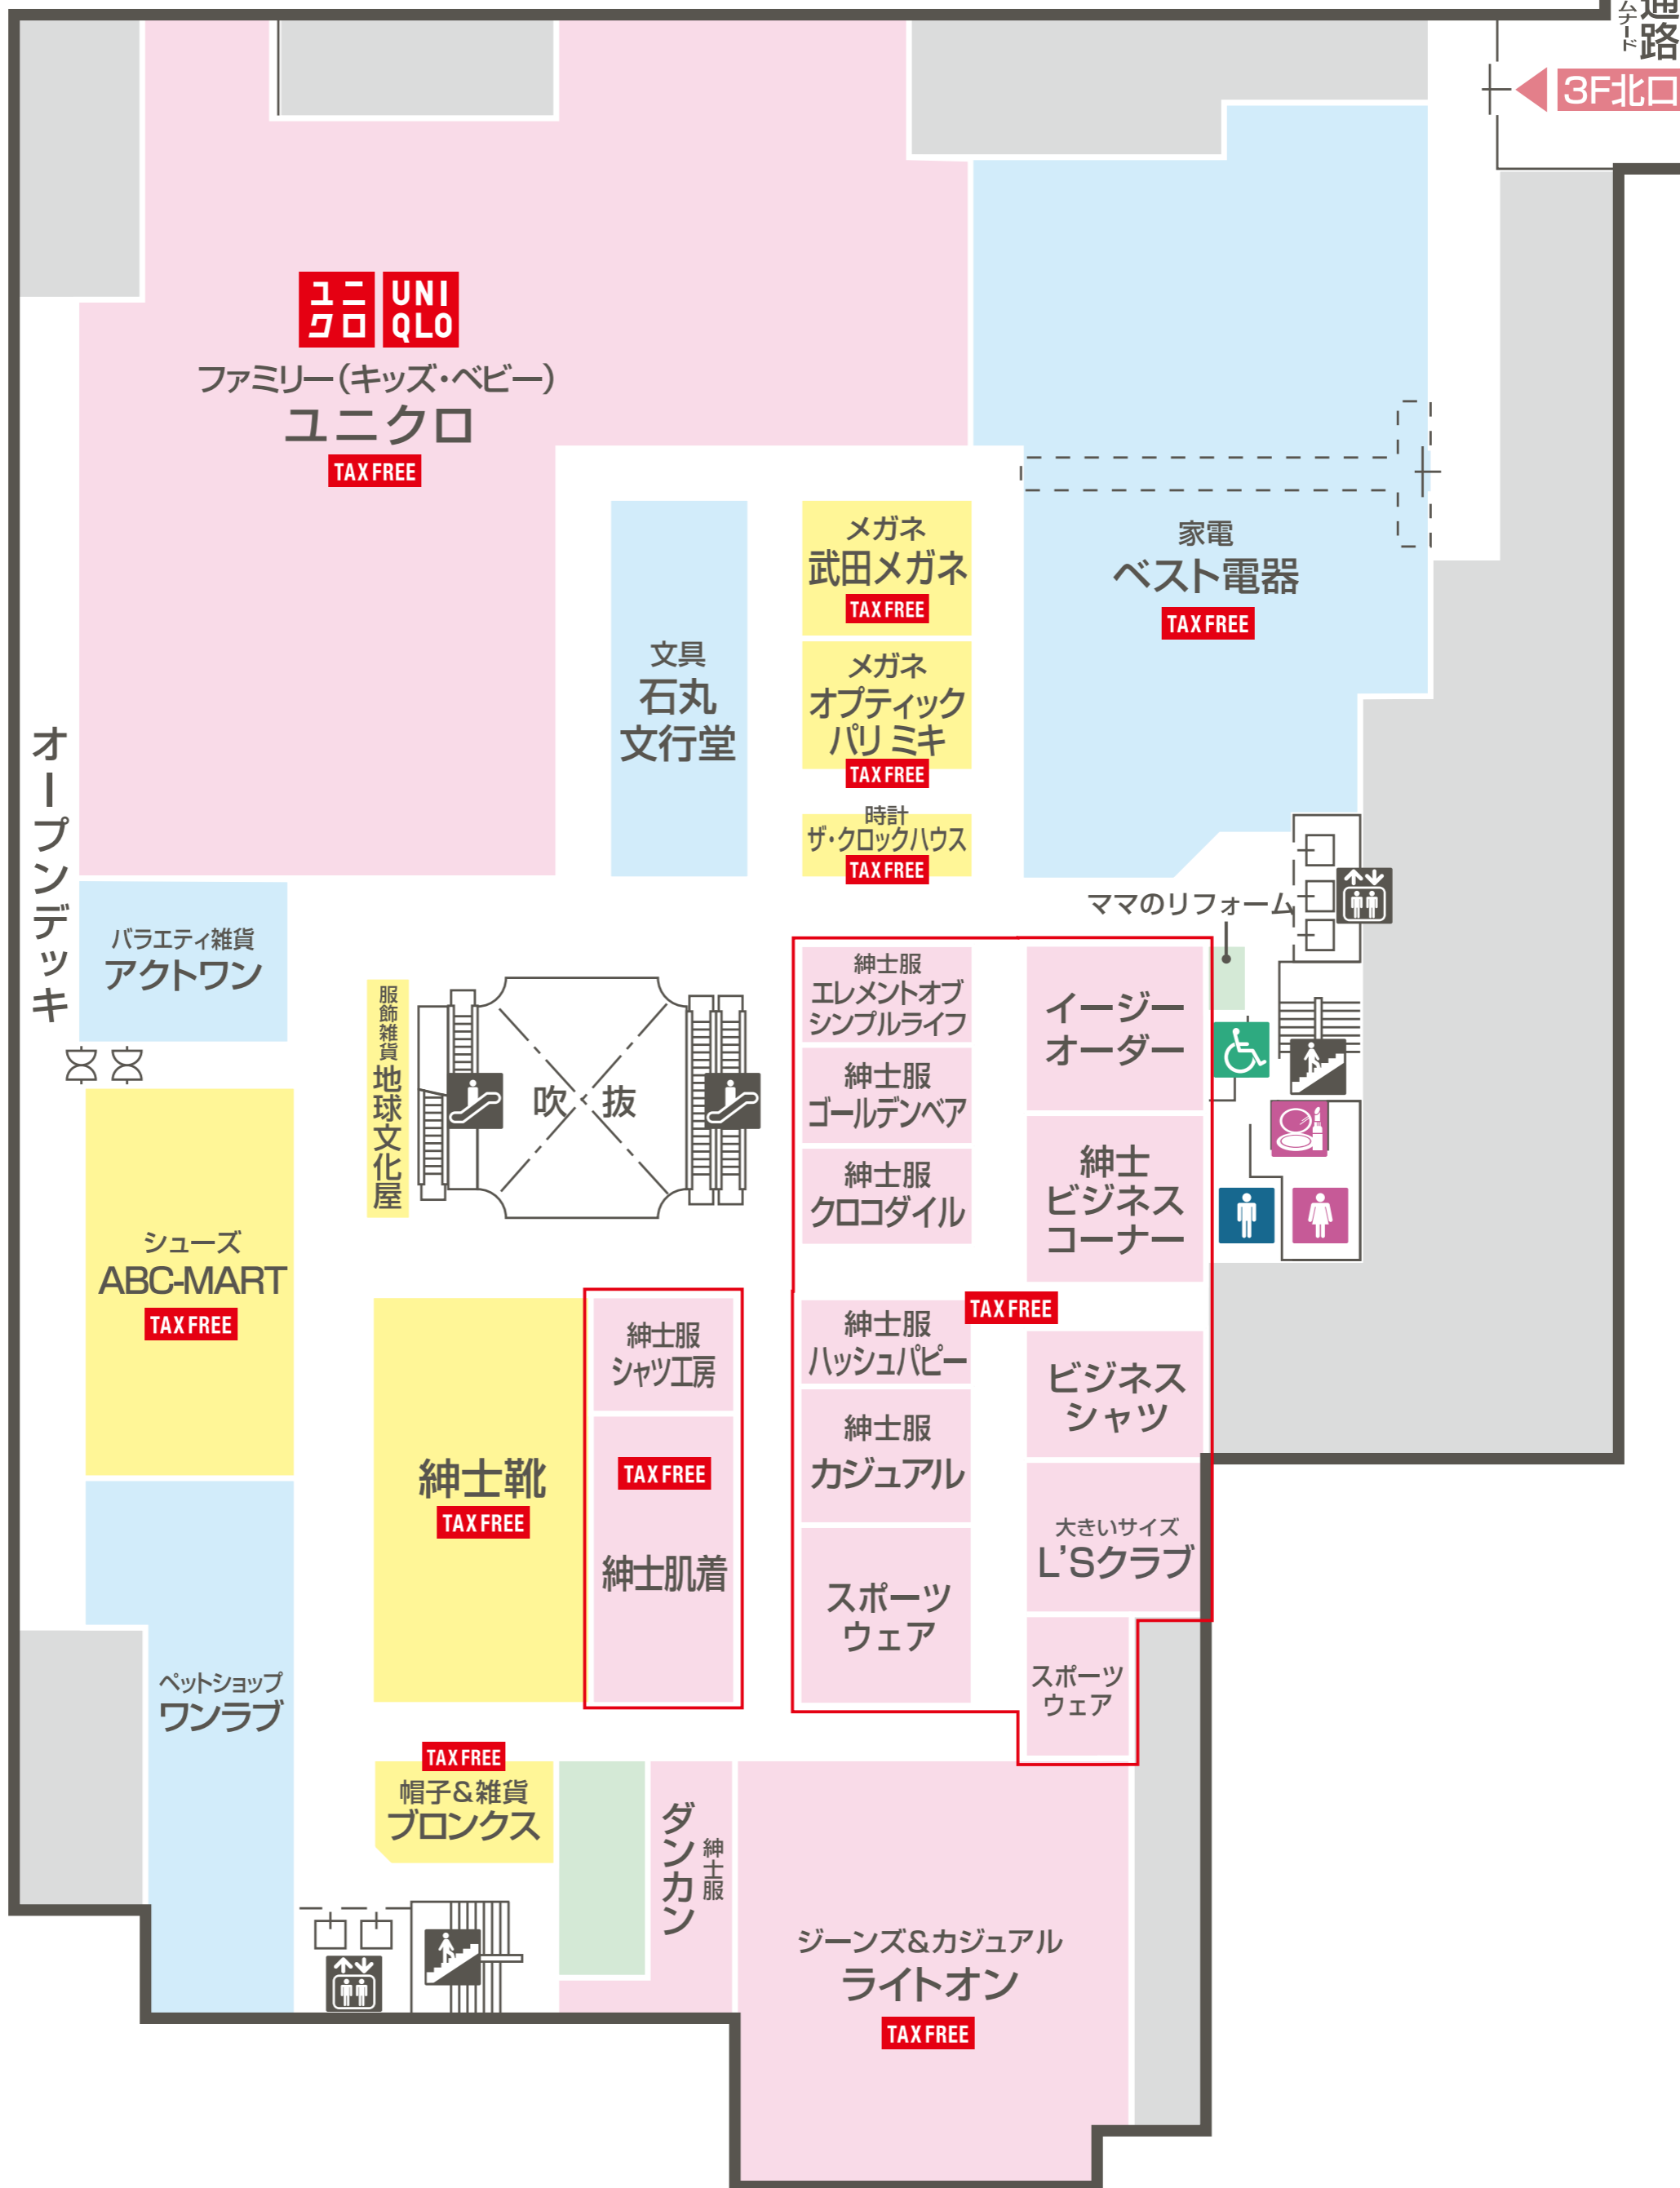 通路
ムナード
3F北口
ユニ
クロ
UNI
QLO
ファミリー(キッズ・ベビー)
ユニクロ
TAX FREE
メガネ
武田メガネ
TAX FREE
家電
ベスト電器
TAX FREE
文具
石丸
文行堂
メガネ
オプティック
パリ ミキ
TAX FREE
時計
ザ・クロックハウス
TAX FREE
オープンデッキ
ママのリフォーム
バラエティ雑貨
アクトワン
服飾雑貨 地球文化屋
吹 抜
紳士服
エレメントオブ
シンプルライフ
イージー
オーダー
紳士服
ゴールデンベア
紳士服
クロコダイル
紳士
ビジネス
コーナー
シューズ
ABC-MART
TAX FREE
紳士服
シャツ工房
紳士服
ハッシュパピー
TAX FREE
ビジネス
シャツ
紳士靴
TAX FREE
TAX FREE
紳士肌着
紳士服
カジュアル
大きいサイズ
L'Sクラブ
スポーツ
ウェア
スポーツ
ウェア
ペットショップ
ワンラブ
TAX FREE
帽子&雑貨
ブロンクス
紳士服
ダンカン
ジーンズ&カジュアル
ライトオン
TAX FREE